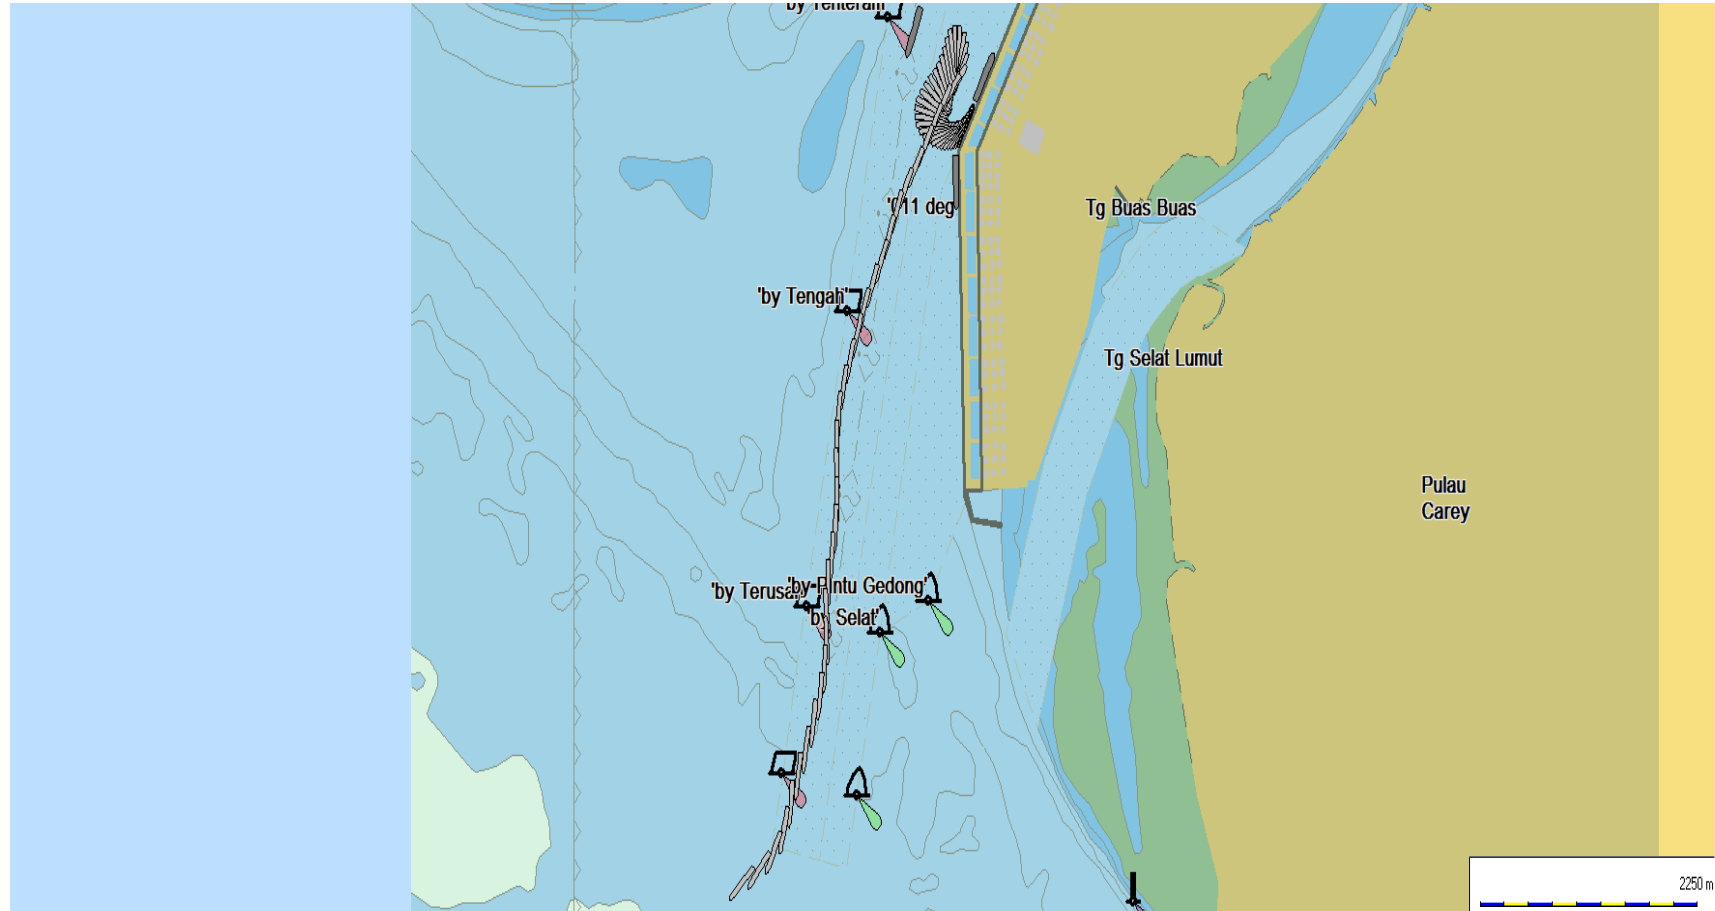 'by Tenteram'
'011 deg
Tg Buas Buas
'by Tengah'
Tg Selat Lumut
Pulau
Carey
'by Terusan
'by Pintu Gedong'
'by Selat'
2250 m